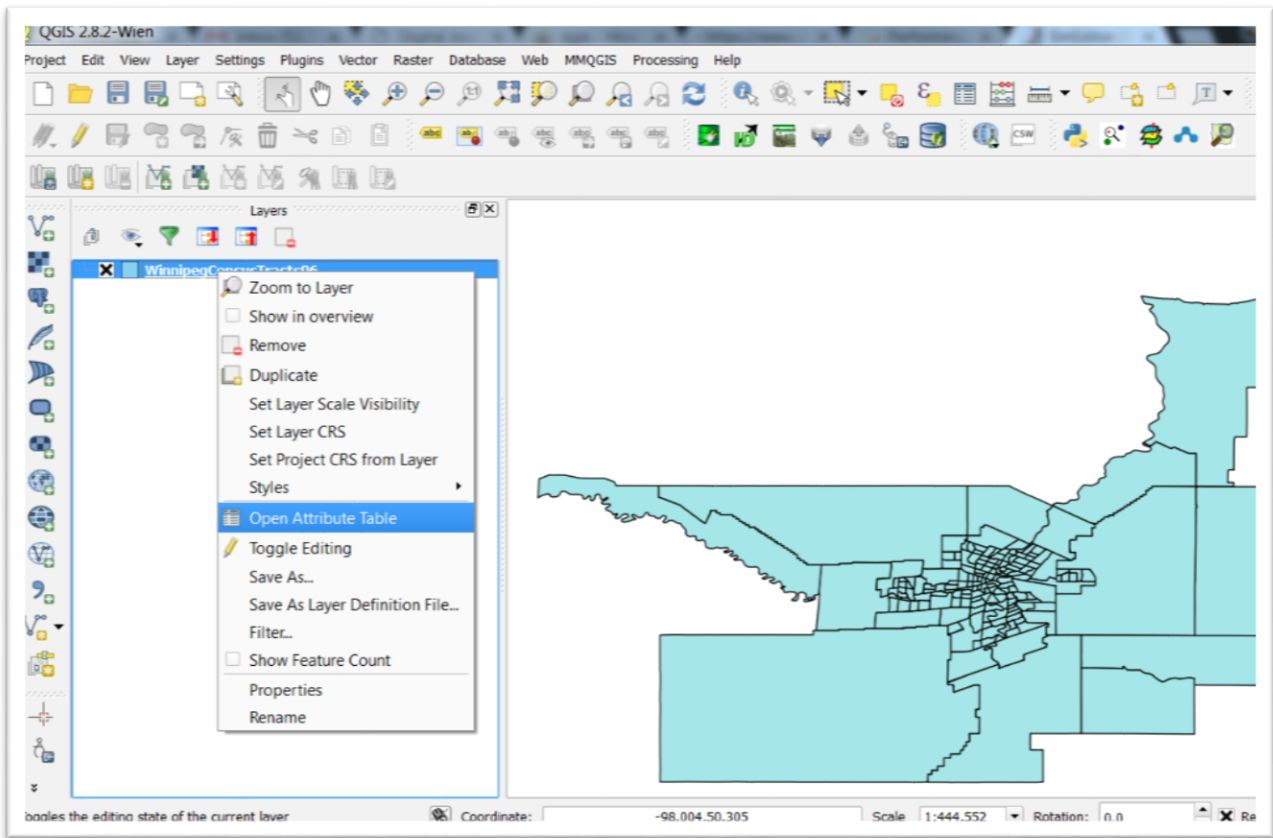 QGIS 2.8.2-Wien
Project Edit View Layer Settings Plugins Vector Raster Database Web MMQGIS Processing Help
abc
CSW
T
Layers
WinnipegCensusTracts06
Zoom to Layer
Show in overview
Remove
Duplicate
Set Layer Scale Visibility
Set Layer CRS
Set Project CRS from Layer
Styles
Open Attribute Table
Toggle Editing
Save As...
Save As Layer Definition File...
Filter...
Show Feature Count
Properties
Rename
oggles the editing state of the current layer Coordinate: -98.004,50.305 Scale 1:444,552 Rotation: 0.0 Re